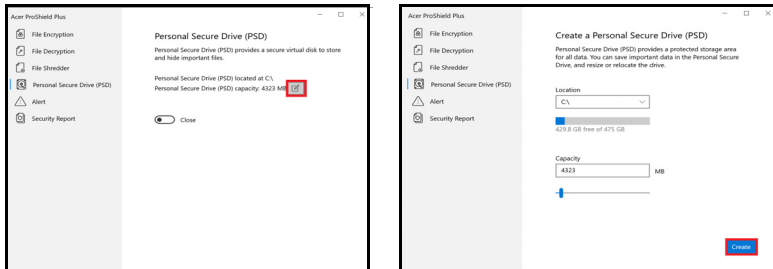 Acer ProShield Plus
File Encryption
File Decryption
File Shredder
Personal Secure Drive (PSD)
Alert
Security Report
Personal Secure Drive (PSD)
Personal Secure Drive (PSD) provides a secure virtual disk to store
and hide important files.
Personal Secure Drive (PSD) located at C:\
Personal Secure Drive (PSD) capacity: 4323 MB
Close
Acer ProShield Plus
File Encryption
File Decryption
File Shredder
Personal Secure Drive (PSD)
Alert
Security Report
Create a Personal Secure Drive (PSD)
Personal Secure Drive (PSD) provides a protected storage area
for all data. You can save important data in the Personal Secure
Drive, and resize or relocate the drive.
Location
C:\
429.8 GB free of 475 GB
Capacity
4323 MB
Create